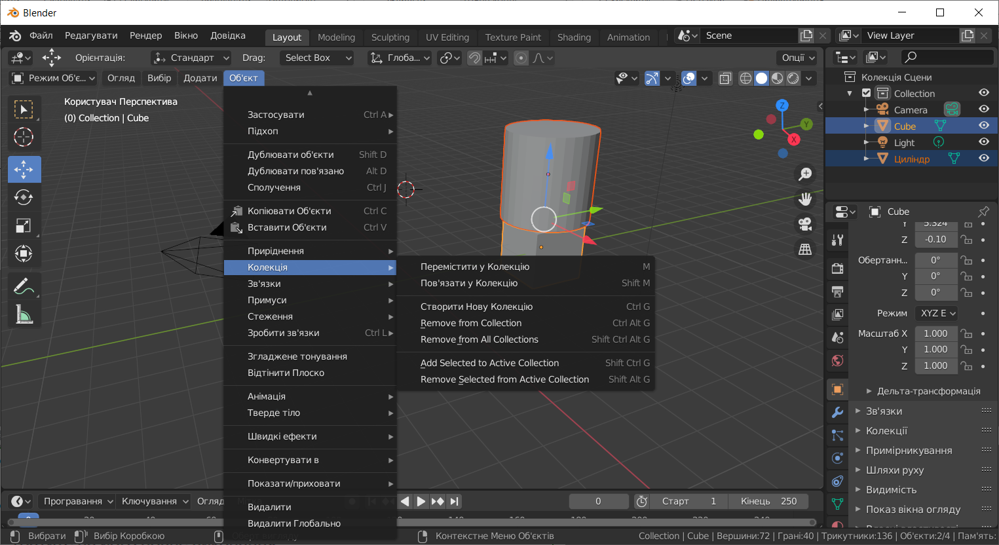 Blender
Файл Редагувати Рендер Вікно Довідка Layout Modeling Sculpting UV Editing Texture Paint Shading Animation Scene View Layer
Орієнтація: Стандарт Drag: Select Box Глоба... Опції
Режим Об'є... Огляд Вибір Додати Об'єкт
Колекція Сцени
Collection
Camera
Cube
Light
Циліндр
Користувач Перспектива
(0) Collection | Cube
Z
Y
X
Застосувати Ctrl A
Підхоп
Дублювати об'єкти Shift D
Дублювати пов'язано Alt D
Сполучення Ctrl J
Копіювати Об'єкти Ctrl C
Вставити Об'єкти Ctrl V
Приріднення
Колекція
Зв'язки
Примуси
Стеження
Зробити зв'язки Ctrl L
Згладжене тонування
Відтінити Плоско
Анімація
Тверде тіло
Швидкі ефекти
Конвертувати в
Показати/приховати
Видалити
Видалити Глобально
Перемістити у Колекцію M
Пов'язати у Колекцію Shift M
Створити Нову Колекцію Ctrl G
Remove from Collection Ctrl Alt G
Remove from All Collections Shift Ctrl Alt G
Add Selected to Active Collection Shift Ctrl G
Remove Selected from Active Collection Shift Alt G
Cube
Y 5.324
Z -0.10
Обертанн... 0°
Y 0°
Z 0°
Режим XYZ E
Масштаб X 1.000
Y 1.000
Z 1.000
Дельта-трансформація
Зв'язки
Колекції
Примірникування
Шляхи руху
Видимість
Показ вікна огляду
Програвання Ключування Огляд 0 Старт 1 Кінець 250
Вибрати Вибір Коробкою Контекстне Меню Об'єктів Collection | Cube | Вершини:72 | Грані:40 | Трикутники:136 | Об'єкти:2/4 | Пам'ять: